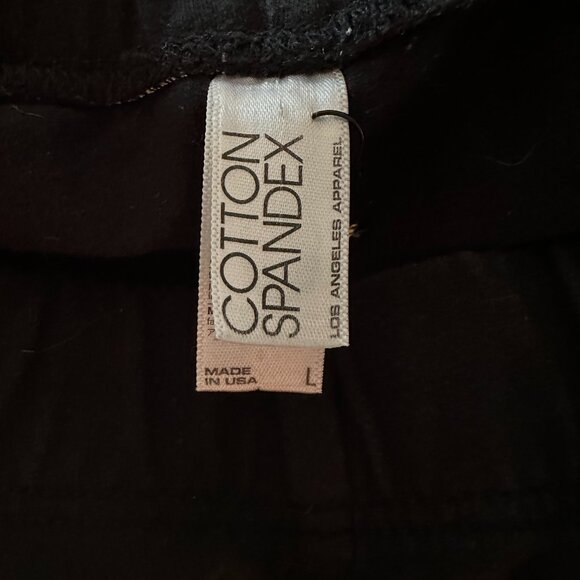 COTTON
SPANDEX
LOS ANGELES APPAREL
MADE
IN USA
L